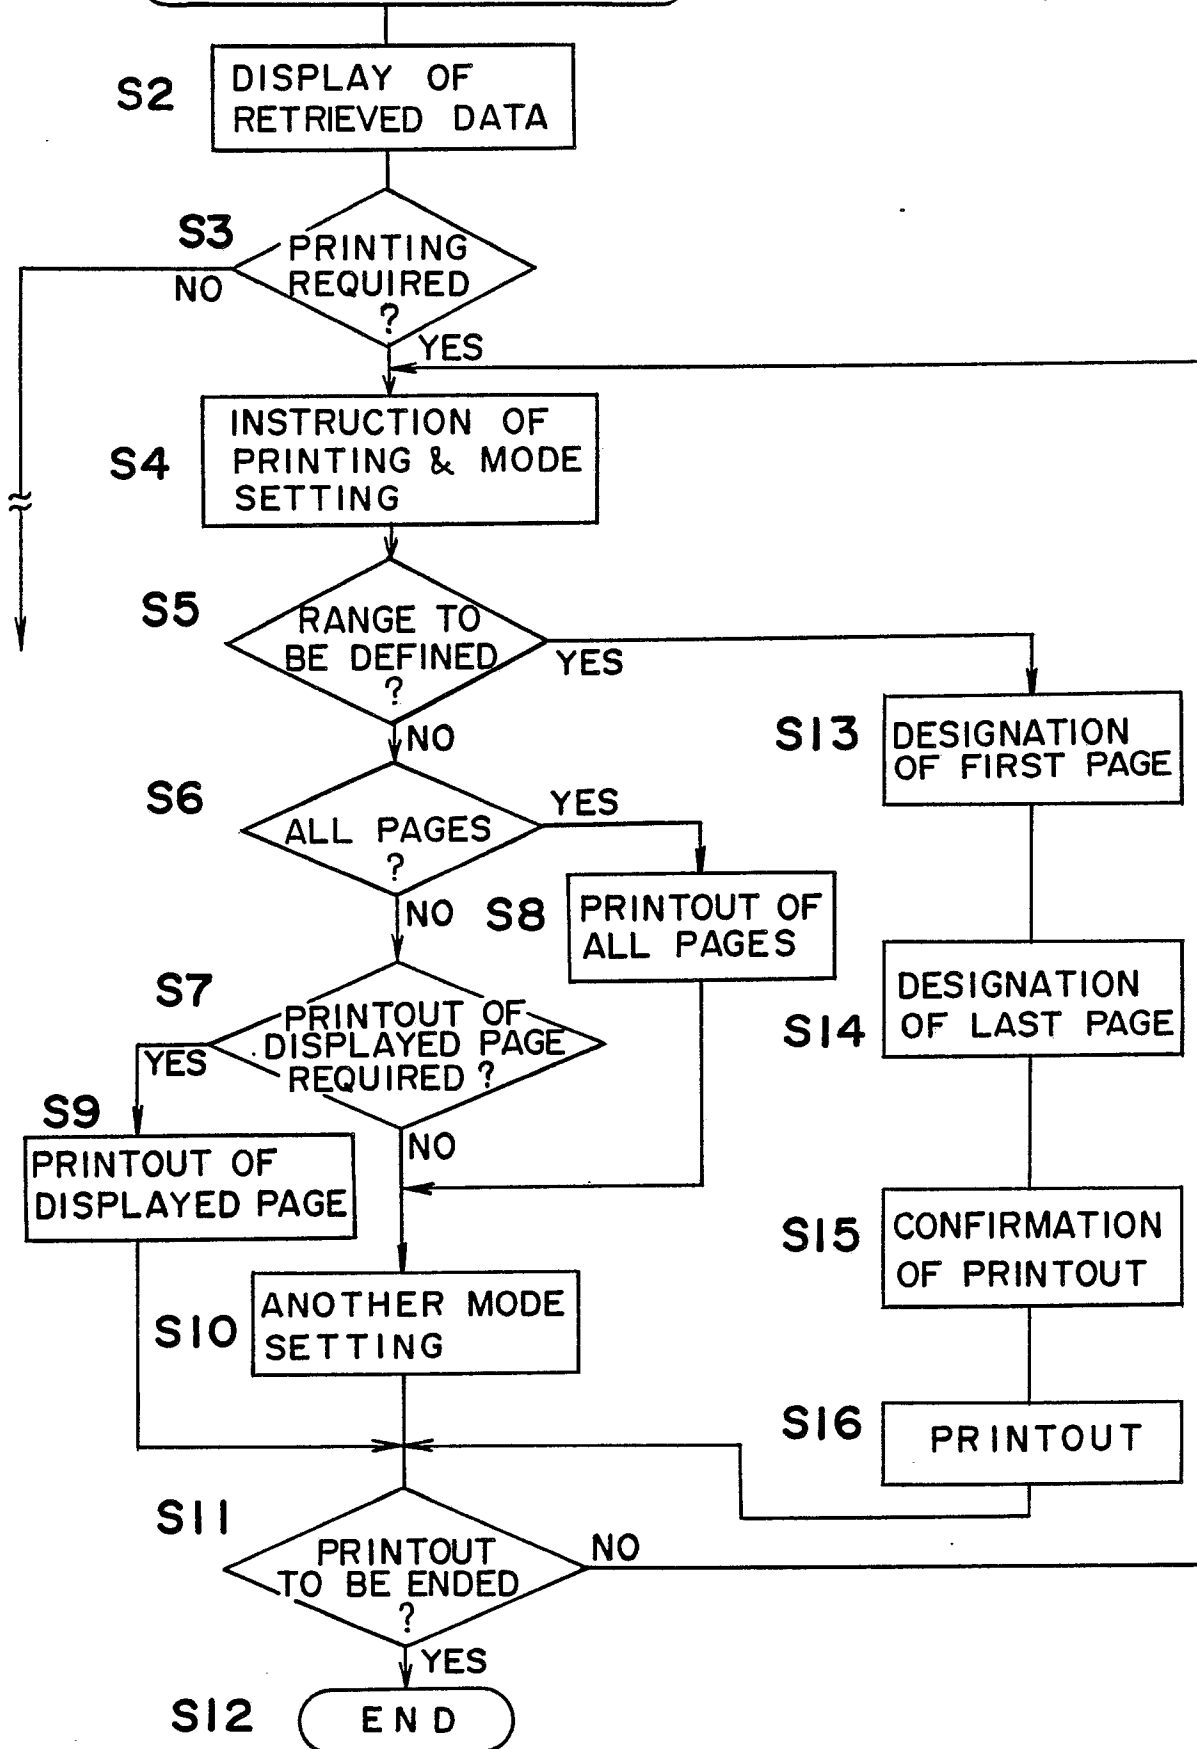 S2
DISPLAY OF
RETRIEVED DATA
S3
PRINTING
REQUIRED
?
NO
YES
S4
INSTRUCTION OF
PRINTING & MODE
SETTING
S5
RANGE TO
BE DEFINED
?
YES
NO
S13
DESIGNATION
OF FIRST PAGE
S6
ALL PAGES
?
YES
NO
S8
PRINTOUT OF
ALL PAGES
S14
DESIGNATION
OF LAST PAGE
S7
PRINTOUT OF
DISPLAYED PAGE
REQUIRED ?
YES
NO
S9
PRINTOUT OF
DISPLAYED PAGE
S15
CONFIRMATION
OF PRINTOUT
S10
ANOTHER MODE
SETTING
S16
PRINTOUT
S11
PRINTOUT
TO BE ENDED
?
NO
YES
S12
END